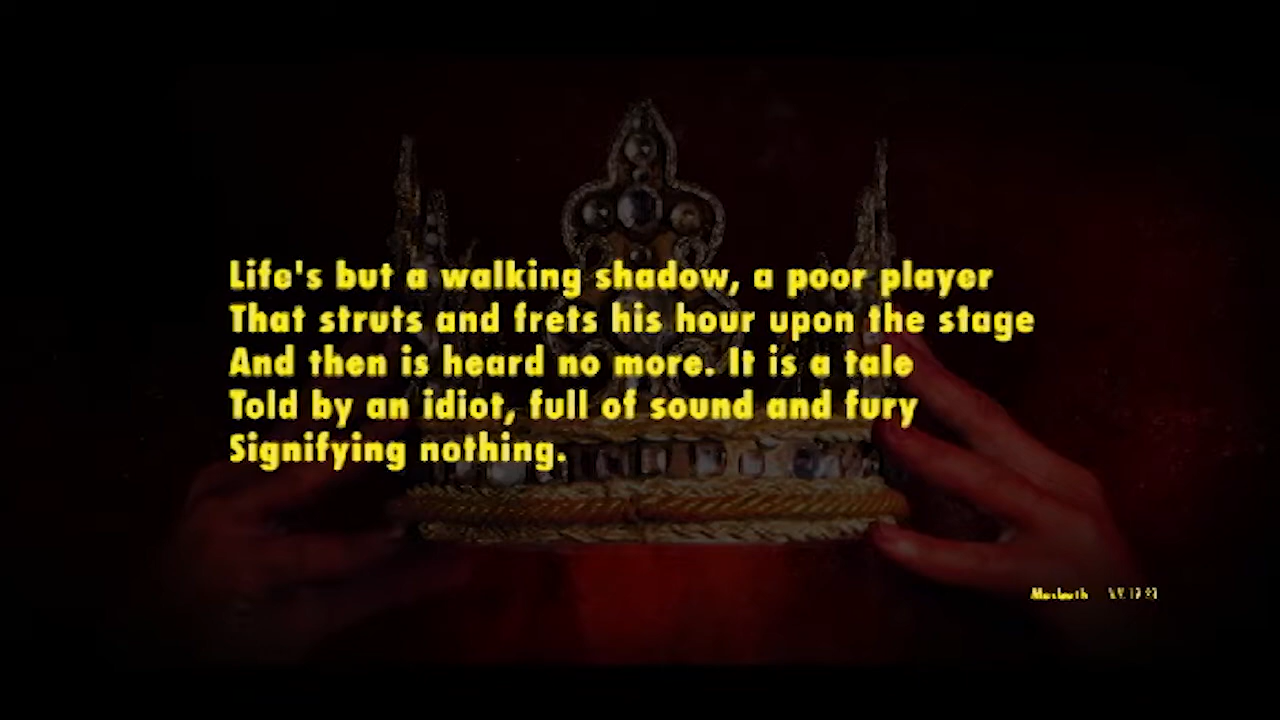 Life's but a walking shadow, a poor player
That struts and frets his hour upon the stage
And then is heard no more. It is a tale
Told by an idiot, full of sound and fury
Signifying nothing.
Macbeth